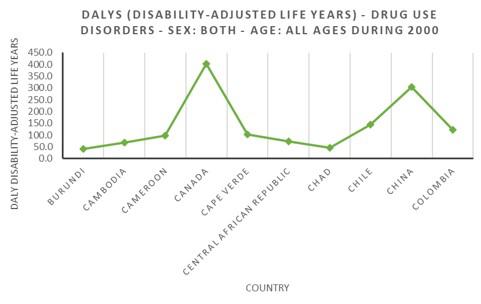 DALYS (DISABILITY-ADJUSTED LIFE YEARS) - DRUG USE
DISORDERS - SEX: BOTH - AGE: ALL AGES DURING 2000
DALY DISABILITY-ADJUSTED LIFE YEARS
450.0
400.0
350.0
300.0
250.0
200.0
150.0
100.0
50.0
0.0
BURUNDI
CAMBODIA
CAMEROON
CANADA
CAPE VERDE
CENTRAL AFRICAN REPUBLIC
CHAD
CHILE
CHINA
COLOMBIA
COUNTRY